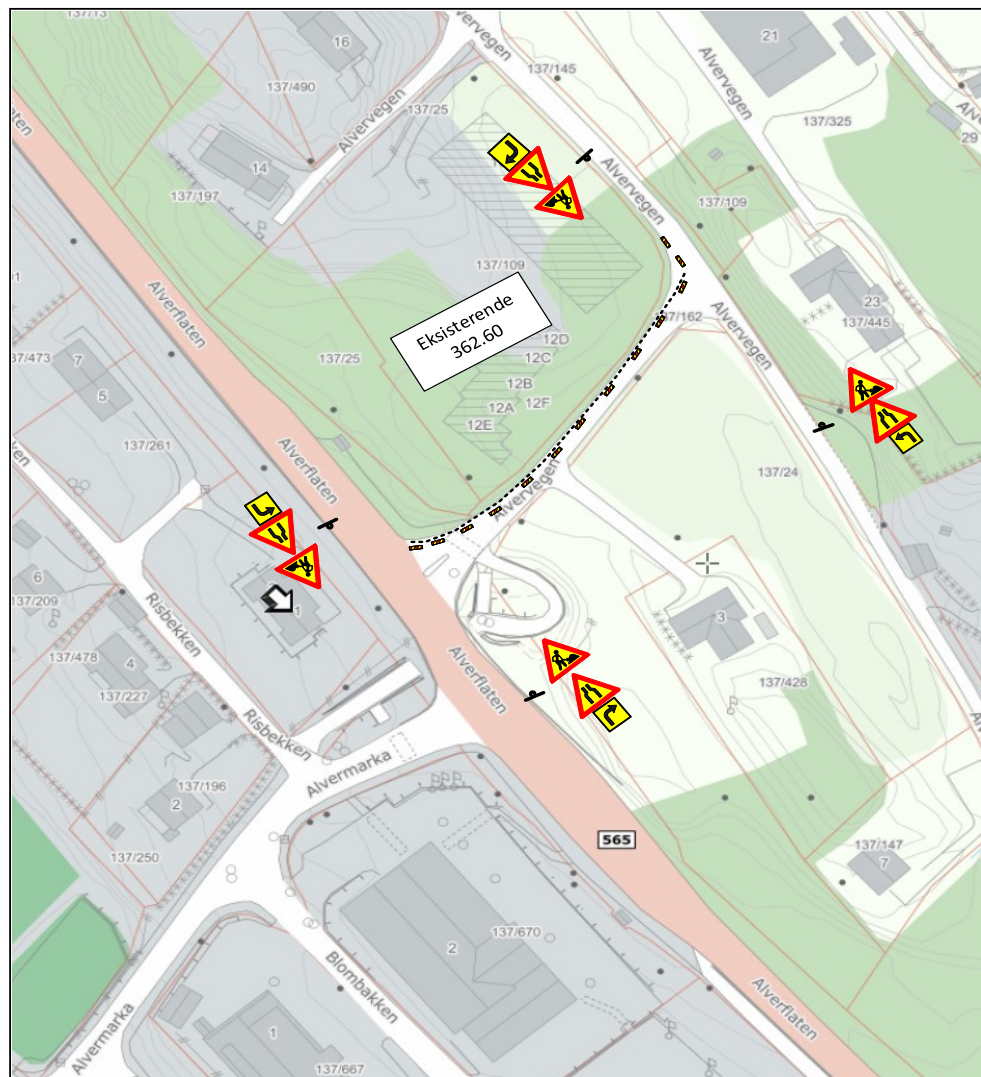 137/13
16
Alvervegen
21
137/145
Alvervegen
137/490
137/25
Alvervegen
137/325
29
14
137/197
Alvervegen
137/109
Alverflaten
137/109
Eksisterende
362.60
23
137/445
137/162
Alvervegen
12D
12C
12B
12A
12F
12E
137/25
7
5
137/261
Alverflaten
Alverflaten
137/24
Alvervegen
6
137/209
Risbekken
1
4
137/478
137/227
3
137/428
Alverflaten
Risbekken
Alvermarka
2
137/196
137/250
565
137/147
7
137/670
2
Blombakken
Alverflaten
Alvermarka
1
137/667